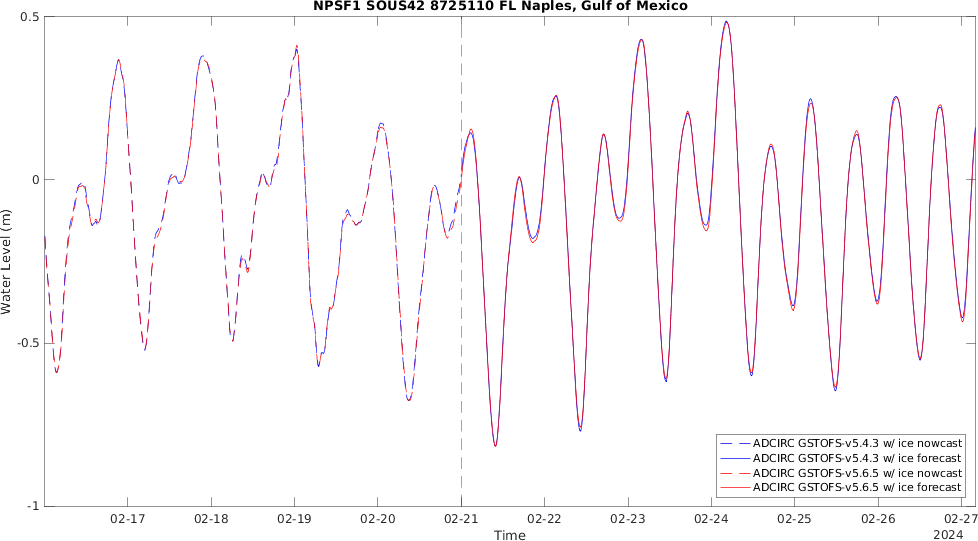 NPSF1 SOUS42 8725110 FL Naples, Gulf of Mexico
0.5
0
-0.5
-1
Water Level (m)
ADCIRC GSTOFS-v5.4.3 w/ ice nowcast
ADCIRC GSTOFS-v5.4.3 w/ ice forecast
ADCIRC GSTOFS-v5.6.5 w/ ice nowcast
ADCIRC GSTOFS-v5.6.5 w/ ice forecast
02-17 02-18 02-19 02-20 02-21 02-22 02-23 02-24 02-25 02-26 02-27
Time 2024